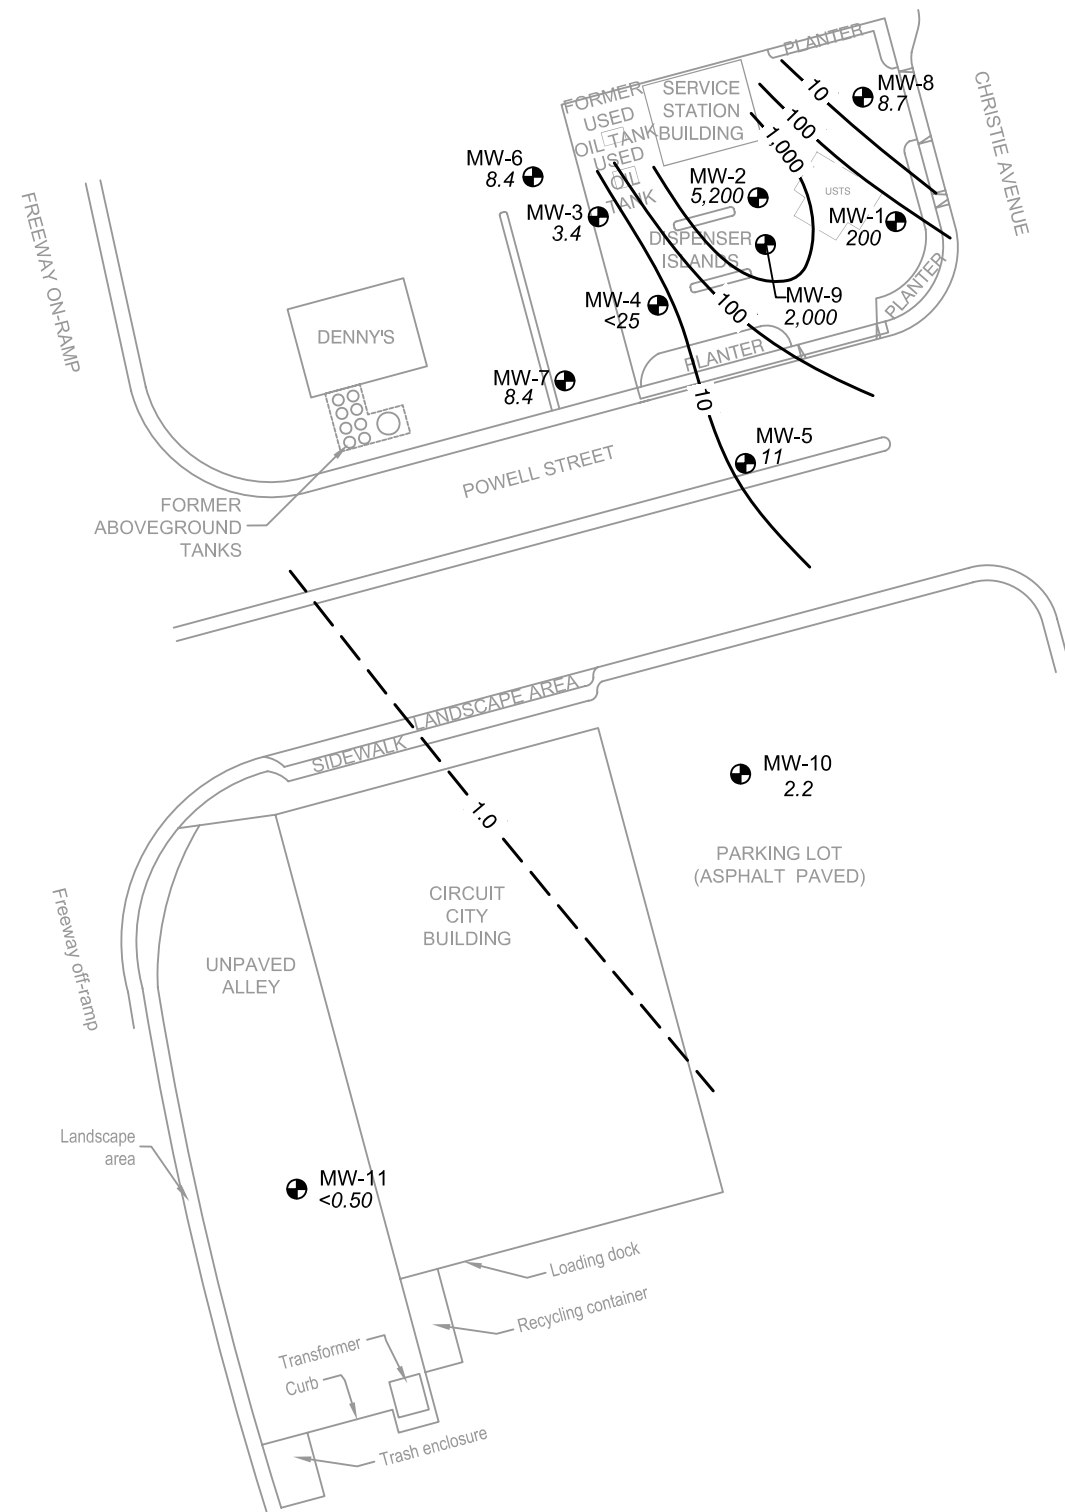 PLANTER
CHRISTIE AVENUE
MW-8
8.7
10
100
1,000
FORMER
USED
OIL TANK
USED
OIL
TANK
SERVICE
STATION
BUILDING
MW-6
8.4
MW-3
3.4
MW-2
5,200
USTS
MW-1
200
DISPENSER
ISLANDS
MW-9
2,000
PLANTER
MW-4
<25
100
PLANTER
FREEWAY ON-RAMP
DENNY'S
MW-7
8.4
10
MW-5
11
POWELL STREET
FORMER
ABOVEGROUND
TANKS
LANDSCAPE AREA
SIDEWALK
1.0
MW-10
2.2
PARKING LOT
(ASPHALT PAVED)
CIRCUIT
CITY
BUILDING
UNPAVED
ALLEY
Freeway off-ramp
Landscape
area
MW-11
<0.50
Loading dock
Recycling container
Transformer
Curb
Trash enclosure